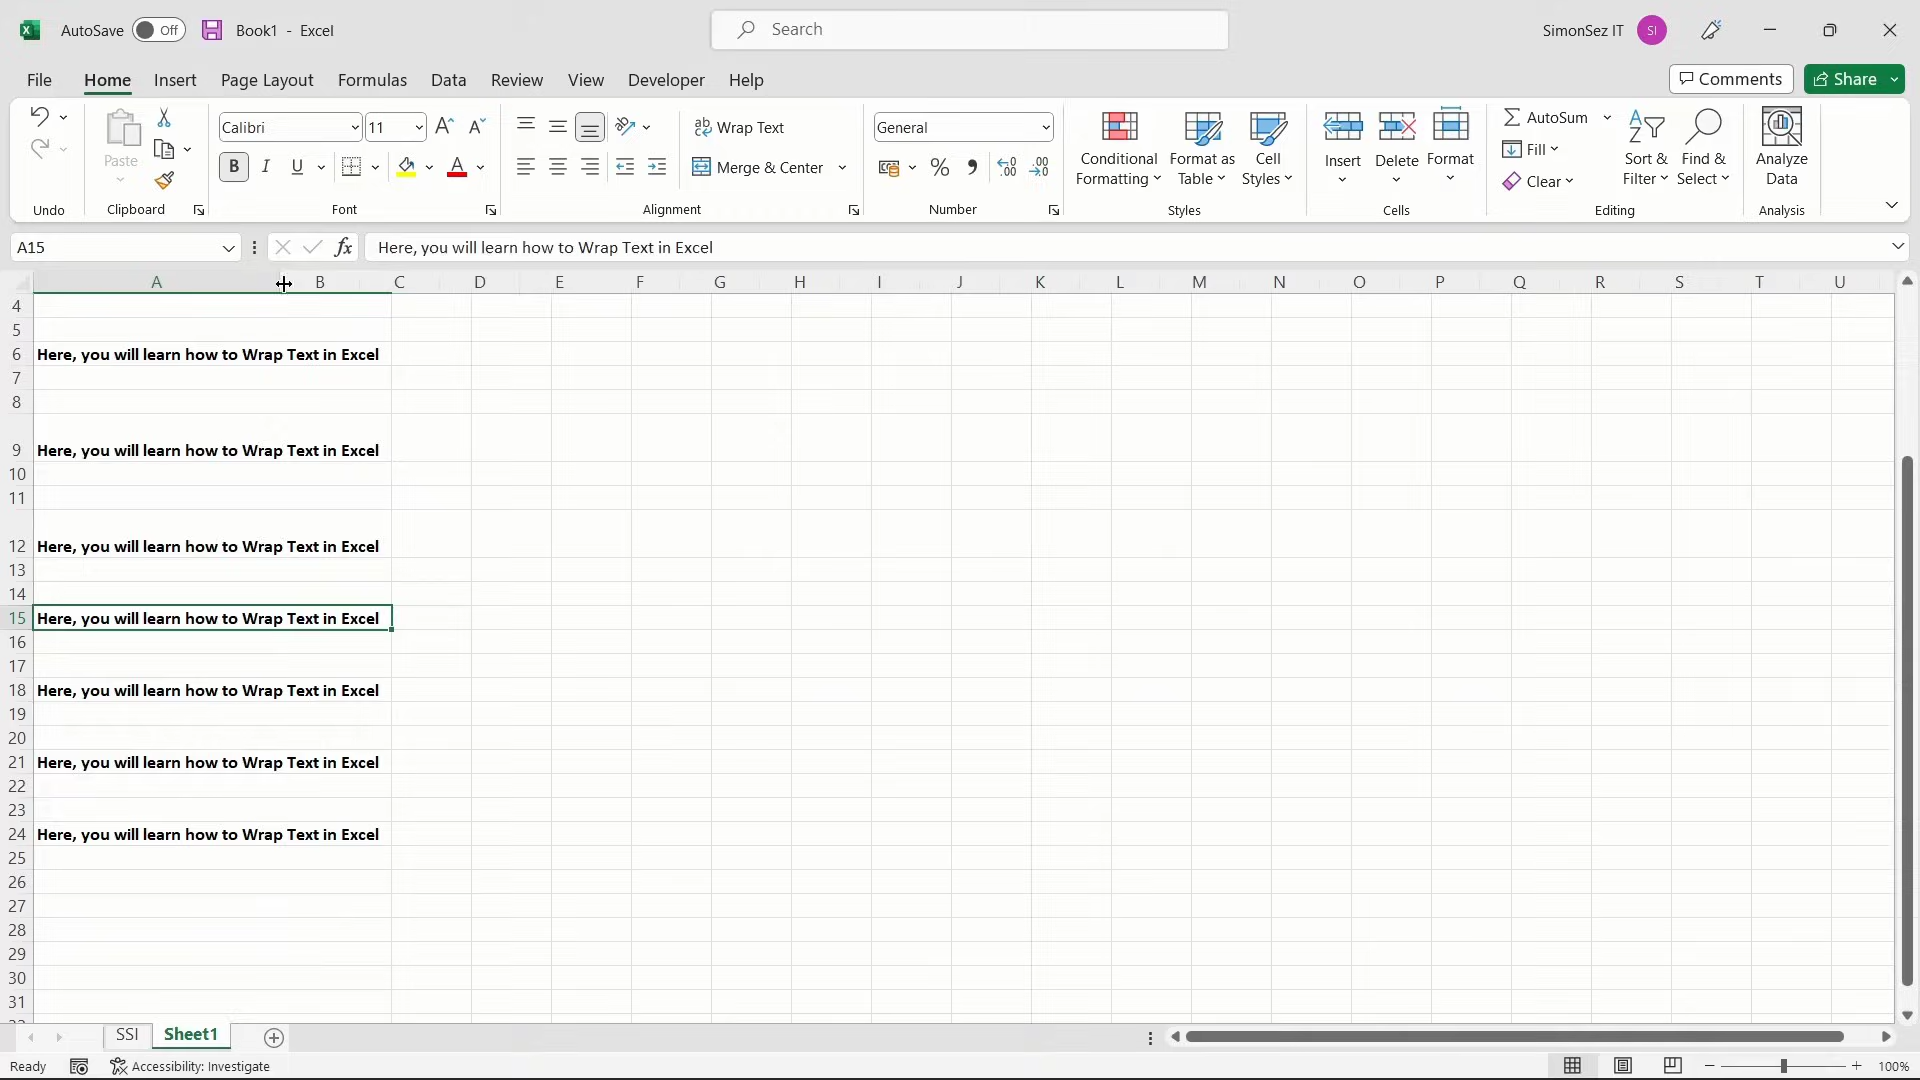 AutoSave Off Book1 - Excel Search SimonSez IT SI
File Home Insert Page Layout Formulas Data Review View Developer Help Comments Share
Paste Calibri 11 Wrap Text General Conditional Formatting Format as Table Cell Styles Insert Delete Format AutoSum Fill Clear Sort & Filter Find & Select Analyze Data
B I U A Merge & Center %
Undo Clipboard Font Alignment Number Styles Cells Editing Analysis
A15 fx Here, you will learn how to Wrap Text in Excel
A B C D E F G H I J K L M N O P Q R S T U
4
5
6 Here, you will learn how to Wrap Text in Excel
7
8
9 Here, you will learn how to Wrap Text in Excel
10
11
12 Here, you will learn how to Wrap Text in Excel
13
14
15 Here, you will learn how to Wrap Text in Excel
16
17
18 Here, you will learn how to Wrap Text in Excel
19
20
21 Here, you will learn how to Wrap Text in Excel
22
23
24 Here, you will learn how to Wrap Text in Excel
25
26
27
28
29
30
31
SSI Sheet1
Ready Accessibility: Investigate 100%